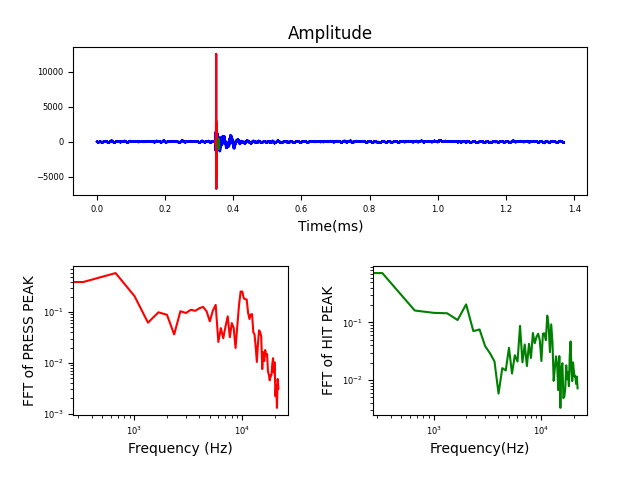 Amplitude
10000
5000
0
−5000
0.0 0.2 0.4 0.6 0.8 1.0 1.2 1.4
Time(ms)
FFT of PRESS PEAK
10⁻¹
10⁻²
10⁻³
10³ 10⁴
Frequency (Hz)
FFT of HIT PEAK
10⁻¹
10⁻²
10³ 10⁴
Frequency(Hz)